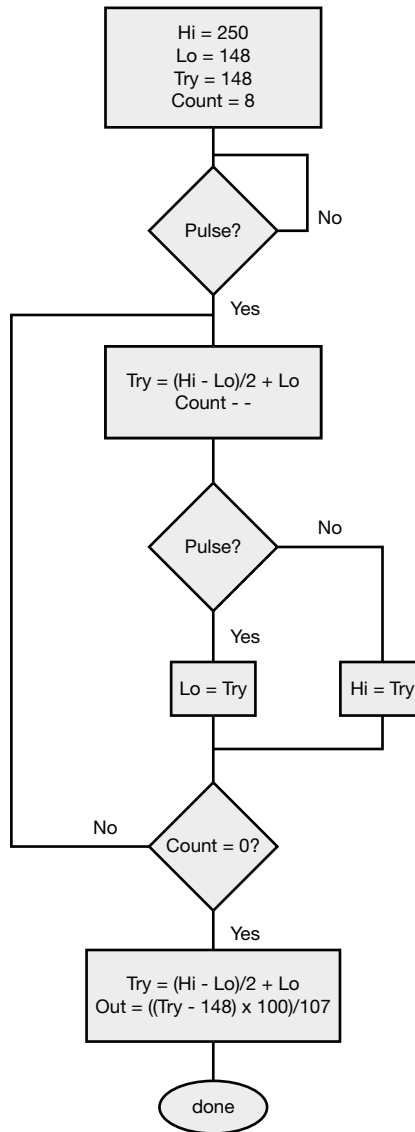 Hi = 250
Lo = 148
Try = 148
Count = 8
Pulse?
No
Yes
Try = (Hi - Lo)/2 + Lo
Count - -
Pulse?
No
Yes
Lo = Try
Hi = Try
No
Count = 0?
Yes
Try = (Hi - Lo)/2 + Lo
Out = ((Try - 148) x 100)/107
done